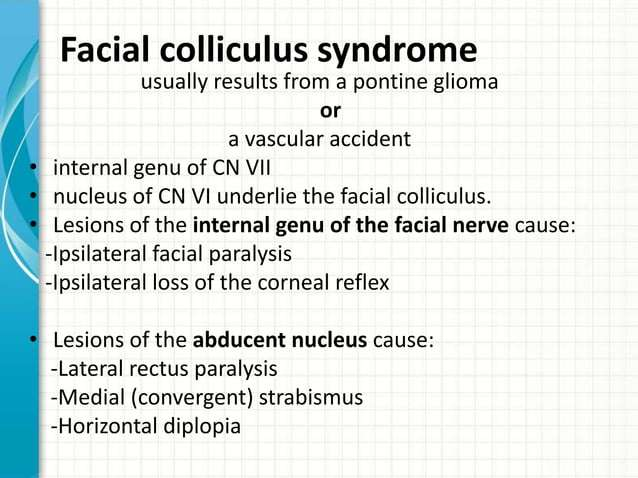 Facial colliculus syndrome
usually results from a pontine glioma
or
a vascular accident
• internal genu of CN VII
• nucleus of CN VI underlie the facial colliculus.
• Lesions of the internal genu of the facial nerve cause:
-Ipsilateral facial paralysis
-Ipsilateral loss of the corneal reflex
• Lesions of the abducent nucleus cause:
-Lateral rectus paralysis
-Medial (convergent) strabismus
-Horizontal diplopia